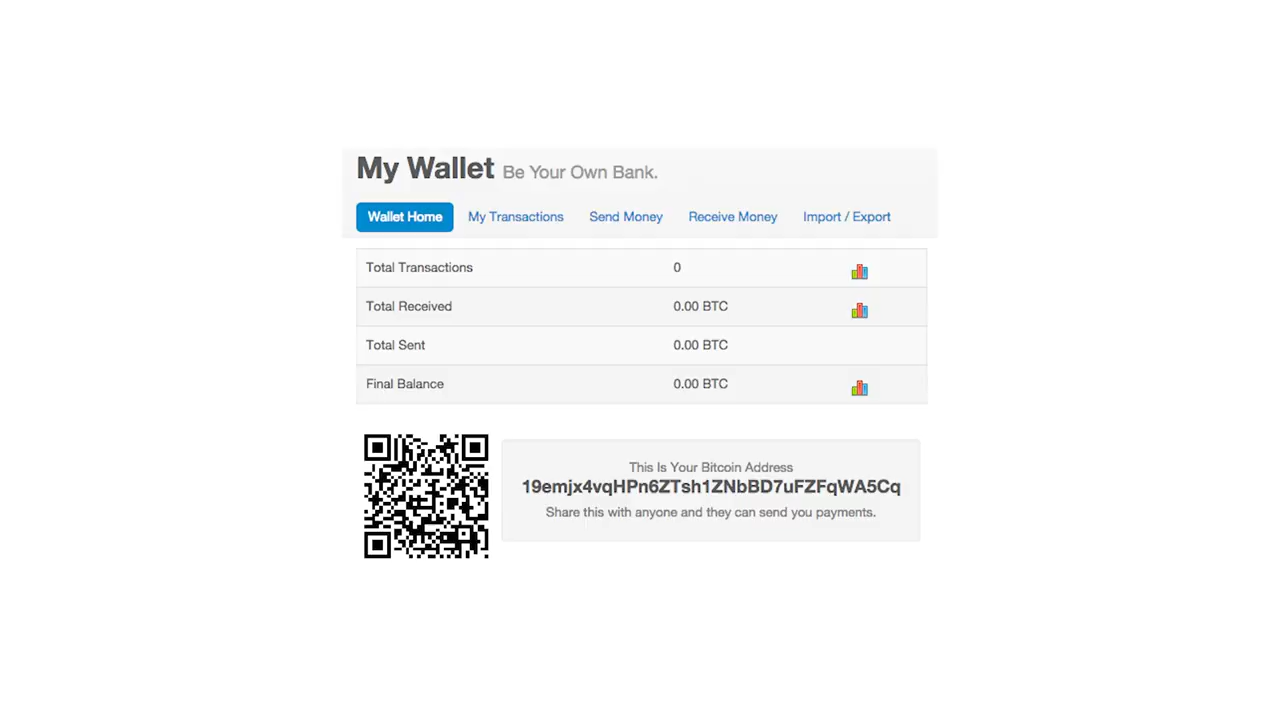 My Wallet Be Your Own Bank.
Wallet Home My Transactions Send Money Receive Money Import / Export
Total Transactions 0
Total Received 0.00 BTC
Total Sent 0.00 BTC
Final Balance 0.00 BTC
This Is Your Bitcoin Address
19emjx4vqHPn6ZTsh1ZNbBD7uFZFqWA5Cq
Share this with anyone and they can send you payments.